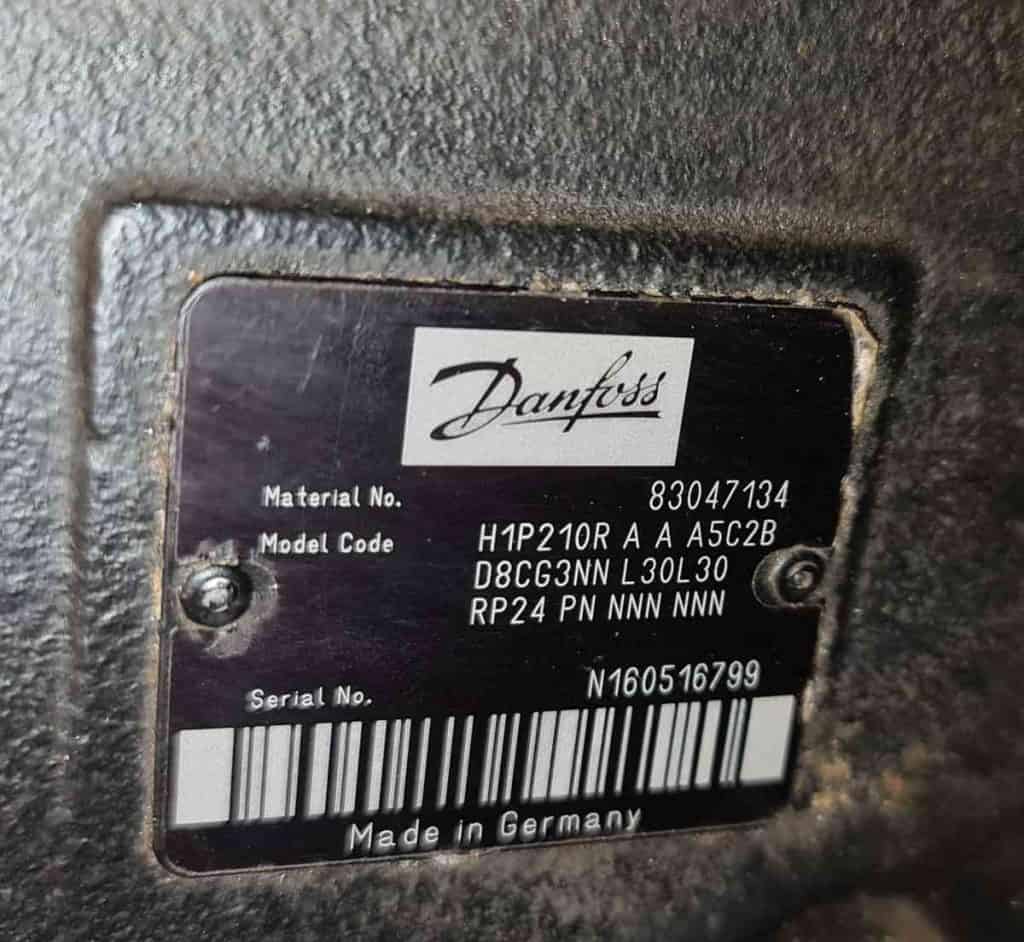 Danfoss
Material No. 83047134
Model Code H1P210R A A A5C2B
D8CG3NN L30L30
RP24 PN NNN NNN
Serial No. N160516799
Made in Germany